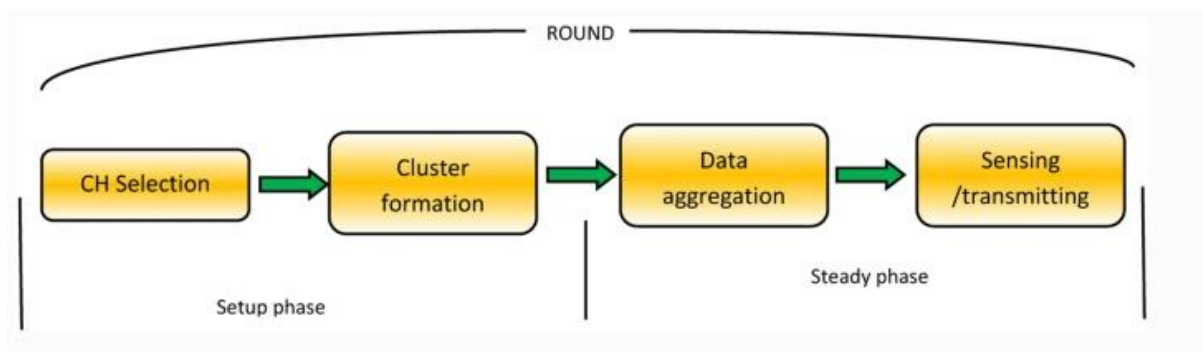 ROUND
CH Selection
Cluster
formation
Data
aggregation
Sensing
/transmitting
Setup phase
Steady phase